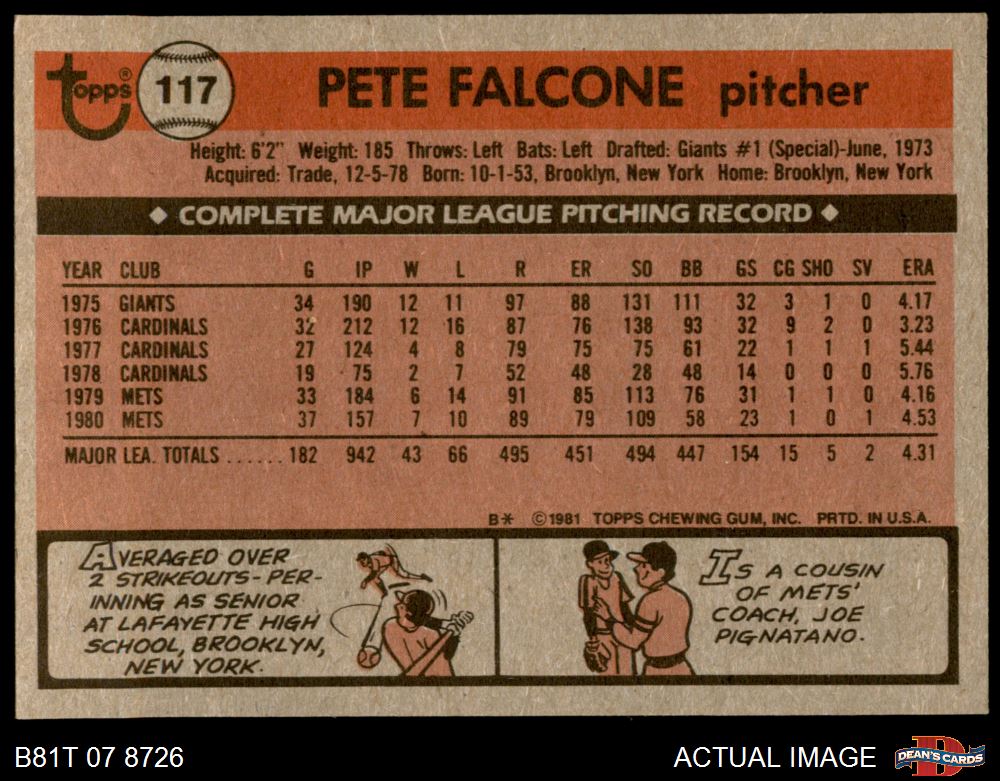 topps® 117 PETE FALCONE pitcher
Height: 6'2" Weight: 185 Throws: Left Bats: Left Drafted: Giants #1 (Special)-June, 1973
Acquired: Trade, 12-5-78 Born: 10-1-53, Brooklyn, New York Home: Brooklyn, New York
◆ COMPLETE MAJOR LEAGUE PITCHING RECORD ◆
YEAR CLUB G IP W L R ER SO BB GS CG SHO SV ERA
1975 GIANTS 34 190 12 11 97 88 131 111 32 3 1 0 4.17
1976 CARDINALS 32 212 12 16 87 76 138 93 32 9 2 0 3.23
1977 CARDINALS 27 124 4 8 79 75 75 61 22 1 1 1 5.44
1978 CARDINALS 19 75 2 7 52 48 28 48 14 0 0 0 5.76
1979 METS 33 184 6 14 91 85 113 76 31 1 1 0 4.16
1980 METS 37 157 7 10 89 79 109 58 23 1 0 1 4.53
MAJOR LEA. TOTALS ...... 182 942 43 66 495 451 494 447 154 15 5 2 4.31
B* ©1981 TOPPS CHEWING GUM, INC. PRTD. IN U.S.A.
AVERAGED OVER
2 STRIKEOUTS-PER-
INNING AS SENIOR
AT LAFAYETTE HIGH
SCHOOL, BROOKLYN,
NEW YORK.
IS A COUSIN
OF METS'
COACH, JOE
PIGNATANO.
B81T 07 8726 ACTUAL IMAGE DEAN'S CARDS